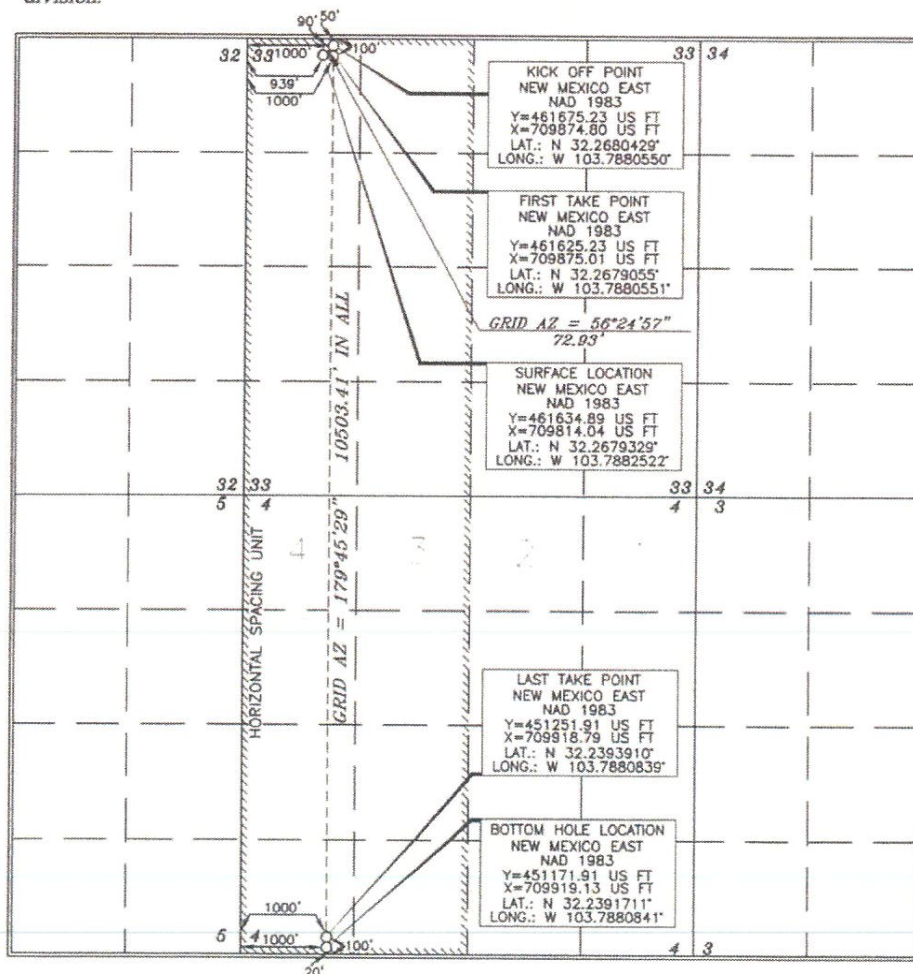 division.
90' 50'
32 33 1000' 100' 33 34
939'
1000'
KICK OFF POINT
NEW MEXICO EAST
NAD 1983
Y=461675.23 US FT
X=709874.80 US FT
LAT.: N 32.2680429°
LONG.: W 103.7880550°
FIRST TAKE POINT
NEW MEXICO EAST
NAD 1983
Y=461625.23 US FT
X=709875.01 US FT
LAT.: N 32.2679055°
LONG.: W 103.7880551°
GRID AZ = 56°24'57"
72.93'
SURFACE LOCATION
NEW MEXICO EAST
NAD 1983
Y=461634.89 US FT
X=709814.04 US FT
LAT.: N 32.2679329°
LONG.: W 103.7882522°
10503.41' IN ALL
GRID AZ = 179°45'29"
32 33 33 34
5 4 4 3
HORIZONTAL SPACING UNIT
LAST TAKE POINT
NEW MEXICO EAST
NAD 1983
Y=451251.91 US FT
X=709918.79 US FT
LAT.: N 32.2393910°
LONG.: W 103.7880839°
BOTTOM HOLE LOCATION
NEW MEXICO EAST
NAD 1983
Y=451171.91 US FT
X=709919.13 US FT
LAT.: N 32.2391711°
LONG.: W 103.7880841°
1000'
5 4 1000' 100' 4 3
20'